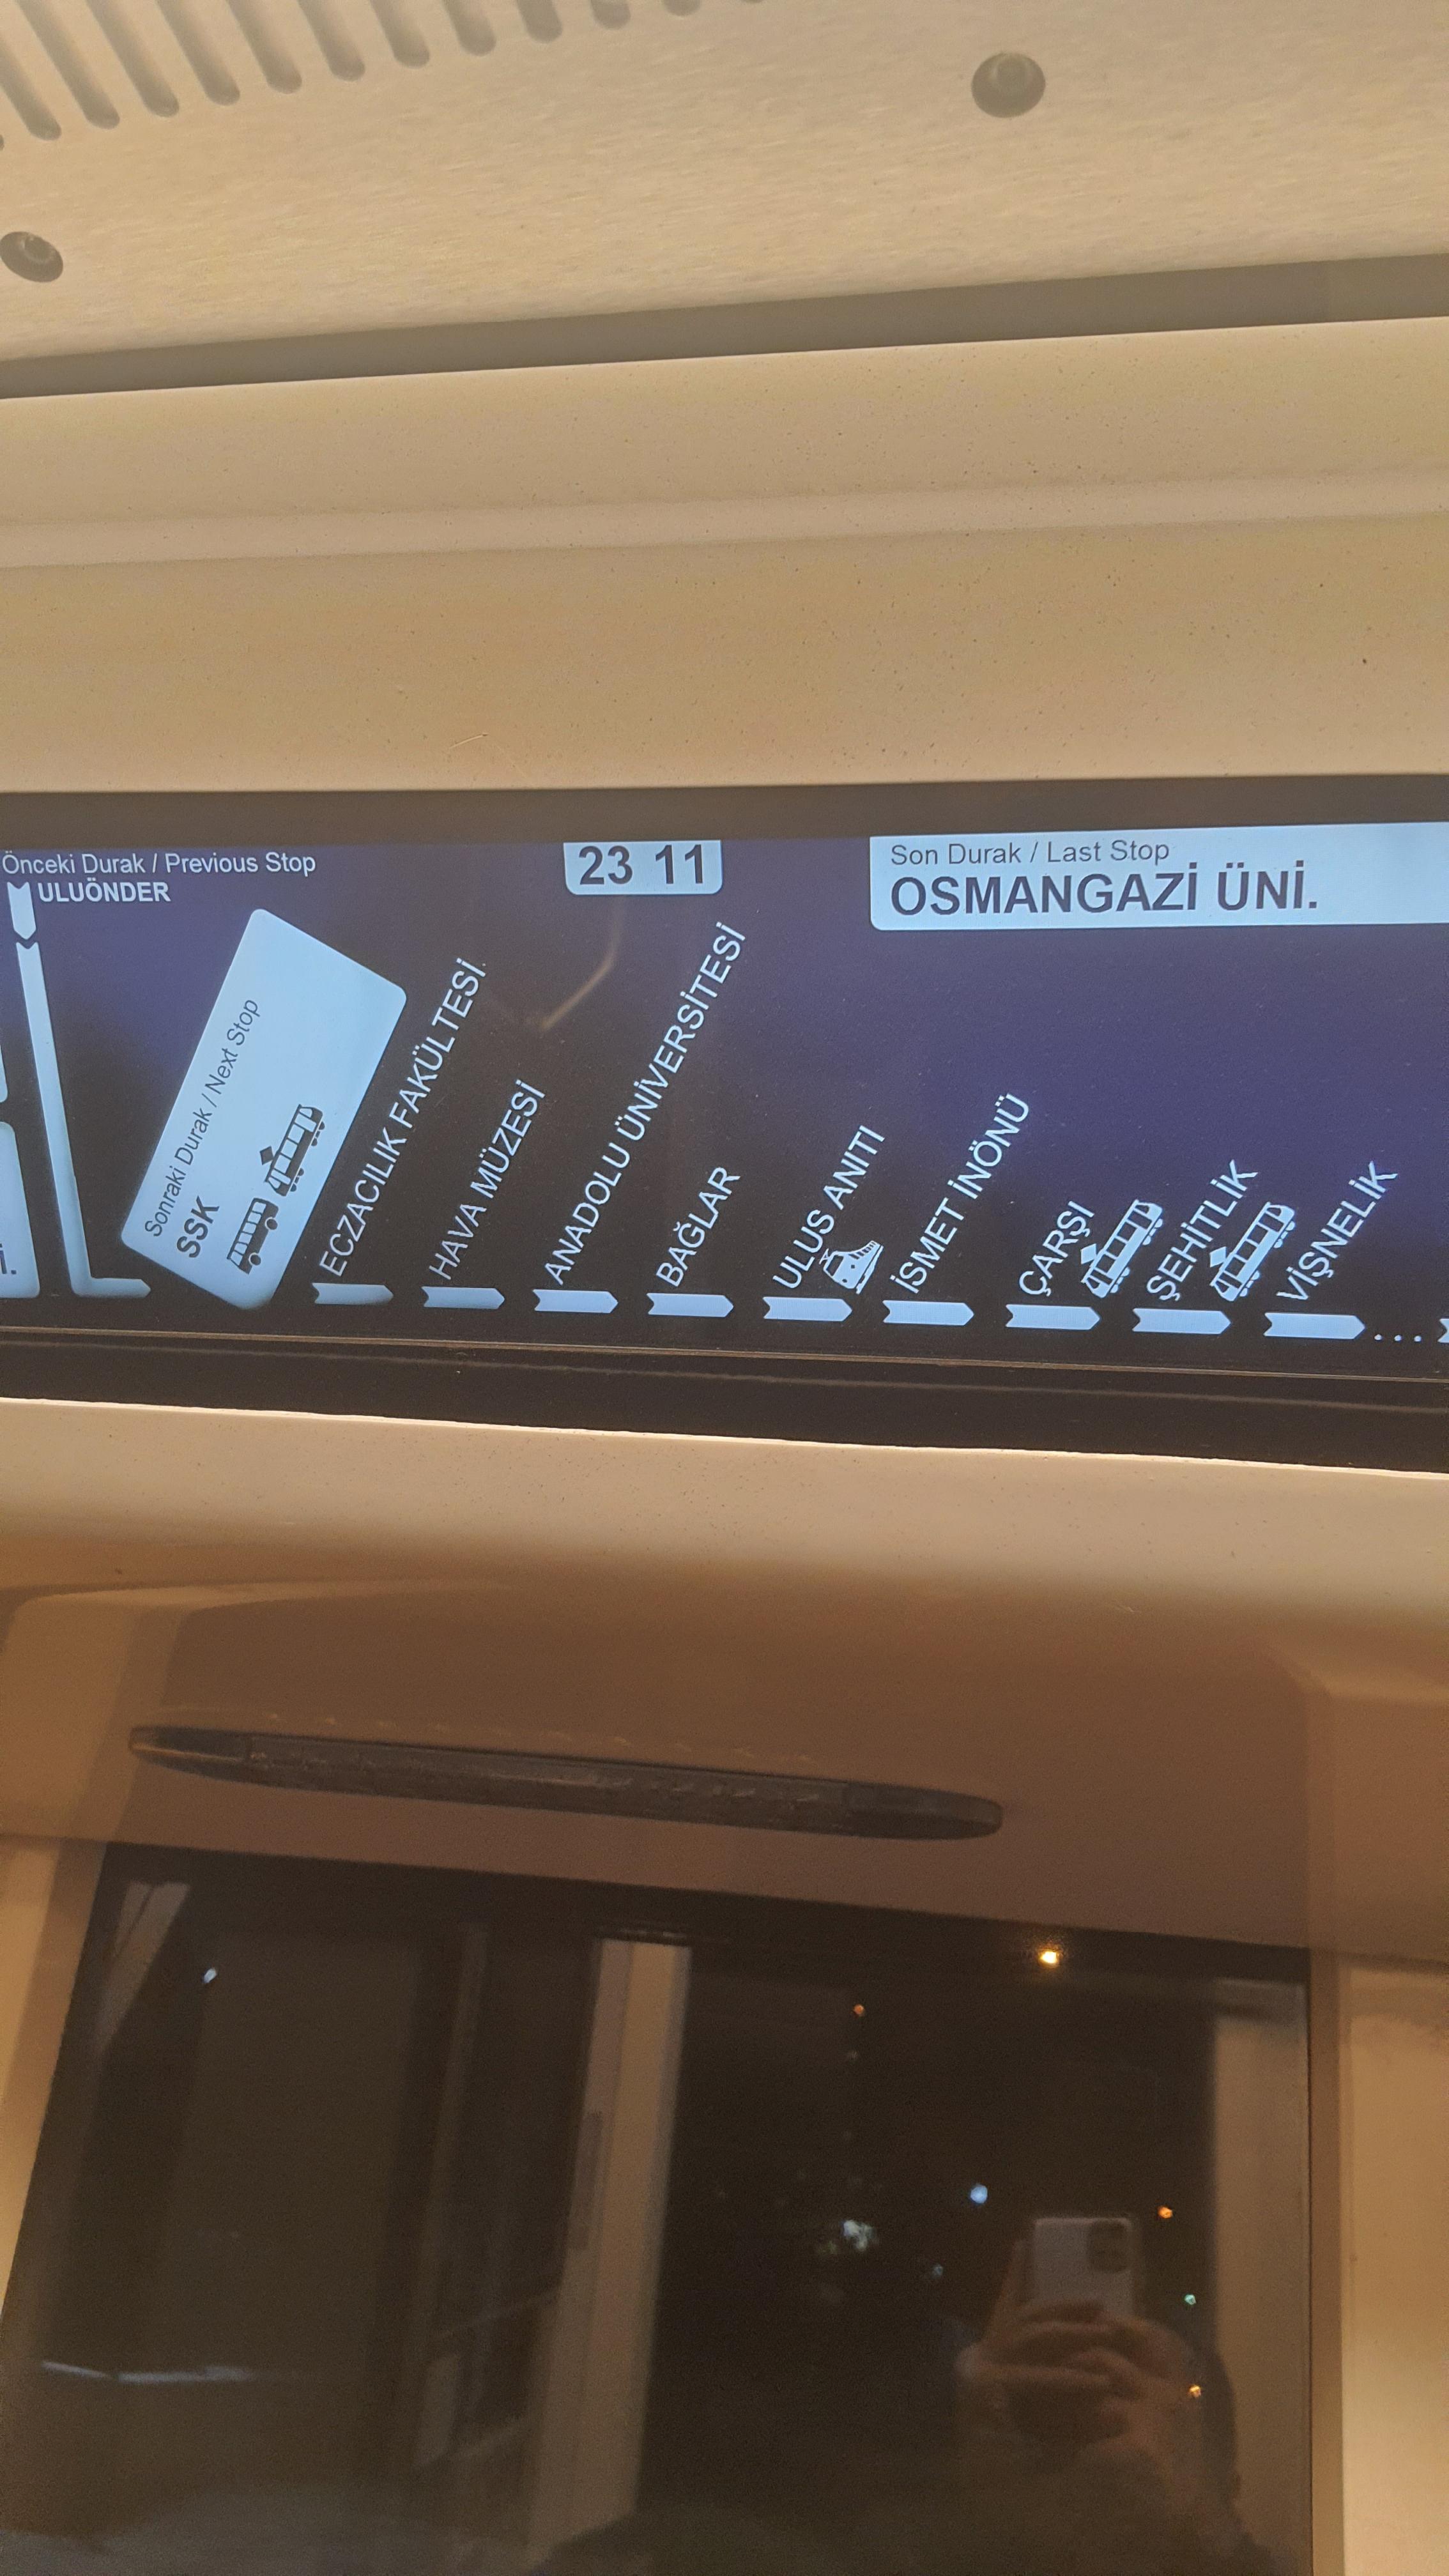 Önceki Durak / Previous Stop
ULUÖNDER
23 11
Son Durak / Last Stop
OSMANGAZİ ÜNİ.
Sonraki Durak / Next Stop
SSK
ECZACILIK FAKÜLTESİ
HAVA MÜZESİ
ANADOLU ÜNİVERSİTESİ
BAĞLAR
ULUS ANITI
İSMET İNÖNÜ
ÇARŞI
ŞEHİTLİK
VİŞNELİK
...